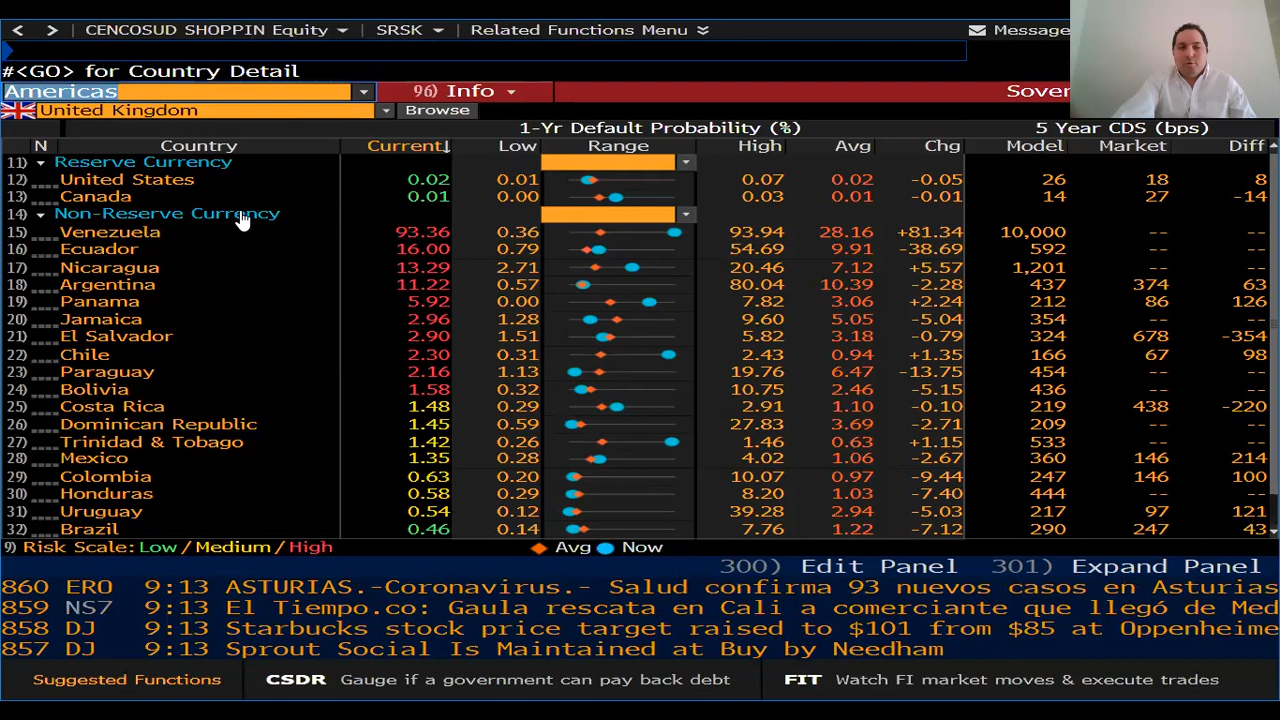 < > CENCOSUD SHOPPIN Equity SRSK Related Functions Menu Message
#<GO> for Country Detail
Americas 96) Info Sover
United Kingdom Browse
1-Yr Default Probability (%) 5 Year CDS (bps)
N Country Current↓ Low Range High Avg Chg Model Market Diff
11) Reserve Currency
12) United States 0.02 0.01 0.07 0.02 -0.05 26 18 8
13) Canada 0.01 0.00 0.03 0.01 -0.01 14 27 -14
14) Non-Reserve Currency
15) Venezuela 93.36 0.36 93.94 28.16 +81.34 10,000 -- --
16) Ecuador 16.00 0.79 54.69 9.91 -38.69 592 -- --
17) Nicaragua 13.29 2.71 20.46 7.12 +5.57 1,201 -- --
18) Argentina 11.22 0.57 80.04 10.39 -2.28 437 374 63
19) Panama 5.92 0.00 7.82 3.06 +2.24 212 86 126
20) Jamaica 2.96 1.28 9.60 5.05 -5.04 354 -- --
21) El Salvador 2.90 1.51 5.82 3.18 -0.79 324 678 -354
22) Chile 2.30 0.31 2.43 0.94 +1.35 166 67 98
23) Paraguay 2.16 1.13 19.76 6.47 -13.75 454 -- --
24) Bolivia 1.58 0.32 10.75 2.46 -5.15 436 -- --
25) Costa Rica 1.48 0.29 2.91 1.10 -0.10 219 438 -220
26) Dominican Republic 1.45 0.59 27.83 3.69 -2.71 409 -- --
27) Trinidad & Tobago 1.42 0.26 1.46 0.63 +1.15 533 -- --
28) Mexico 1.35 0.28 4.02 1.06 -2.67 360 146 214
29) Colombia 0.63 0.20 10.07 0.97 -9.44 247 146 100
30) Honduras 0.58 0.29 8.20 1.03 -7.40 444 -- --
31) Uruguay 0.54 0.12 39.28 2.94 -5.03 217 97 121
32) Brazil 0.46 0.14 7.76 1.22 -7.12 290 247 43
9) Risk Scale: Low / Medium / High Avg Now
300) Edit Panel 301) Expand Panel
860 ERO 9:13 ASTURIAS.-Coronavirus.- Salud confirma 93 nuevos casos en Asturias
859 NS7 9:13 El Tiempo.co: Gaula rescata en Cali a comerciante que llegó de Med
858 DJ 9:13 Starbucks stock price target raised to $101 from $85 at Oppenheime
857 DJ 9:13 Sprout Social Is Maintained at Buy by Needham
Suggested Functions CSDR Gauge if a government can pay back debt FIT Watch FI market moves & execute trades